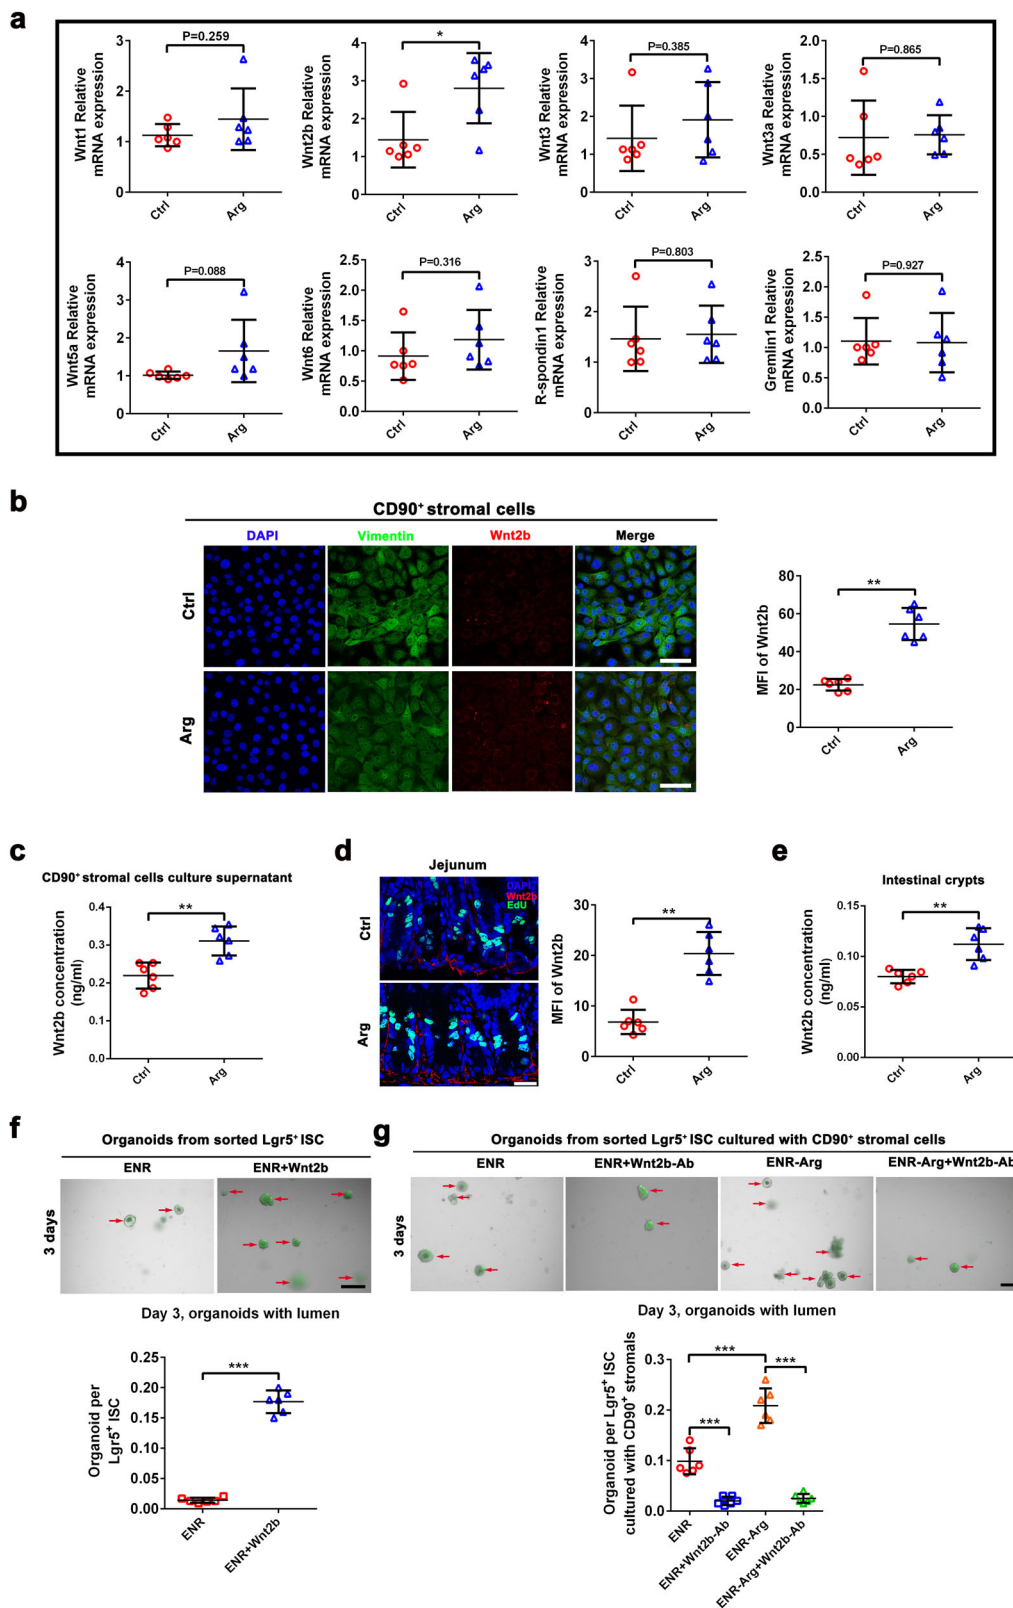 a
Wnt1 Relative
mRNA expression
3
2
1
0
P=0.259
Ctrl
Arg
Wnt2b Relative
mRNA expression
4
3
2
1
0
*
Ctrl
Arg
Wnt3 Relative
mRNA expression
4
3
2
1
0
P=0.385
Ctrl
Arg
Wnt3a Relative
mRNA expression
2.0
1.5
1.0
0.5
0.0
P=0.865
Ctrl
Arg
Wnt5a Relative
mRNA expression
4
3
2
1
0
P=0.088
Ctrl
Arg
Wnt6 Relative
mRNA expression
2.5
2.0
1.5
1.0
0.5
0.0
P=0.316
Ctrl
Arg
R-spondin1 Relative
mRNA expression
3
2
1
0
P=0.803
Ctrl
Arg
Gremlin1 Relative
mRNA expression
2.5
2.0
1.5
1.0
0.5
0.0
P=0.927
Ctrl
Arg
b
CD90⁺ stromal cells
DAPI
Vimentin
Wnt2b
Merge
Ctrl
Arg
MFI of Wnt2b
80
60
40
20
0
**
Ctrl
Arg
c
CD90⁺ stromal cells culture supernatant
Wnt2b concentration
(ng/ml)
0.4
0.3
0.2
0.1
0.0
**
Ctrl
Arg
d
Jejunum
DAPI
Wnt2b
EdU
Ctrl
Arg
MFI of Wnt2b
30
20
10
0
**
Ctrl
Arg
e
Intestinal crypts
Wnt2b concentration
(ng/ml)
0.15
0.10
0.05
0.00
**
Ctrl
Arg
f
Organoids from sorted Lgr5⁺ ISC
ENR
ENR+Wnt2b
3 days
Day 3, organoids with lumen
Organoid per
Lgr5⁺ ISC
0.25
0.20
0.15
0.10
0.05
0.00
***
ENR
ENR+Wnt2b
g
Organoids from sorted Lgr5⁺ ISC cultured with CD90⁺ stromal cells
ENR
ENR+Wnt2b-Ab
ENR-Arg
ENR-Arg+Wnt2b-Ab
3 days
Day 3, organoids with lumen
Organoid per Lgr5⁺ ISC
cultured with CD90⁺ stromals
0.3
0.2
0.1
0.0
***
***
***
ENR
ENR+Wnt2b-Ab
ENR-Arg
ENR-Arg+Wnt2b-Ab